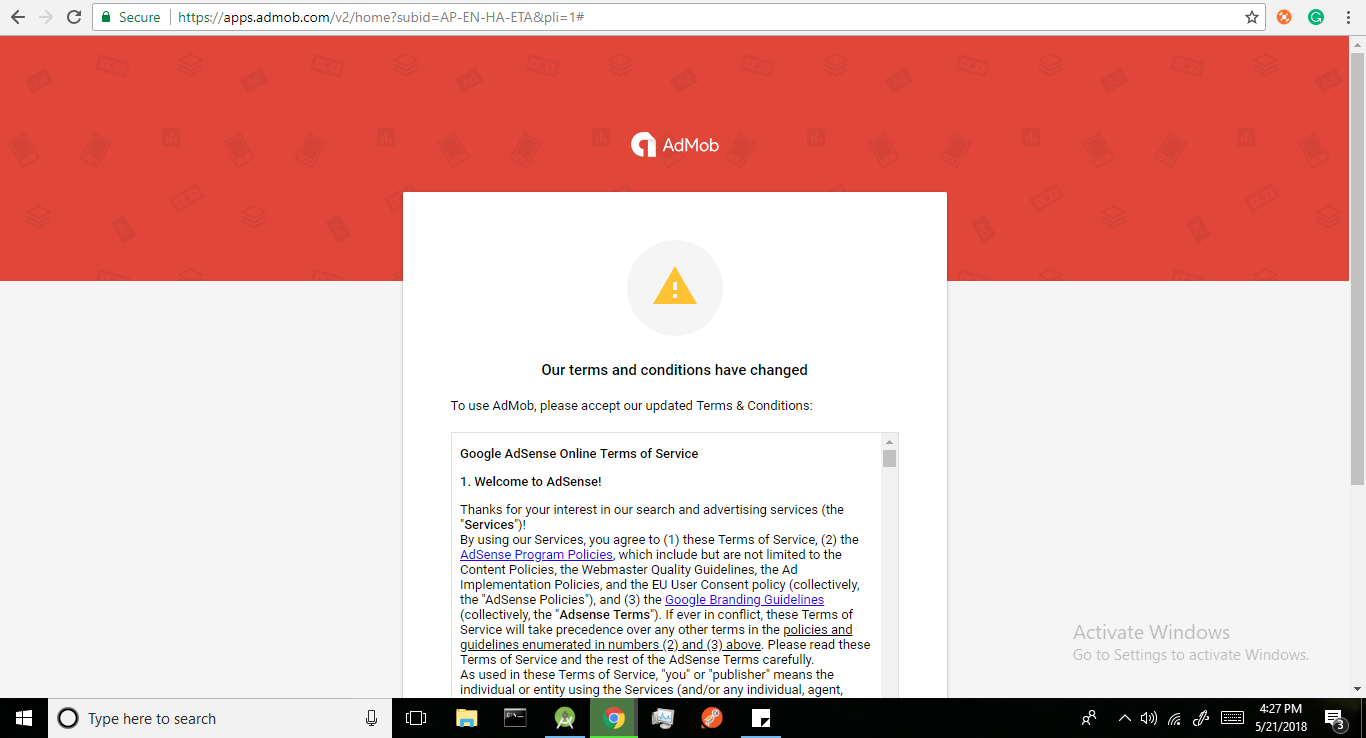 Secure
https://apps.admob.com/v2/home?subid=AP-EN-HA-ETA&pli=1#
AdMob
Our terms and conditions have changed
To use AdMob, please accept our updated Terms & Conditions:
Google AdSense Online Terms of Service
1. Welcome to AdSense!
Thanks for your interest in our search and advertising services (the
"Services")!
By using our Services, you agree to (1) these Terms of Service, (2) the
AdSense Program Policies, which include but are not limited to the
Content Policies, the Webmaster Quality Guidelines, the Ad
Implementation Policies, and the EU User Consent policy (collectively,
the "AdSense Policies"), and (3) the Google Branding Guidelines
(collectively, the "Adsense Terms"). If ever in conflict, these Terms of
Service will take precedence over any other terms in the policies and
guidelines enumerated in numbers (2) and (3) above. Please read these
Terms of Service and the rest of the AdSense Terms carefully.
As used in these Terms of Service, "you" or "publisher" means the
individual or entity using the Services (and/or any individual, agent,
Activate Windows
Go to Settings to activate Windows.
Type here to search
4:27 PM
5/21/2018
3